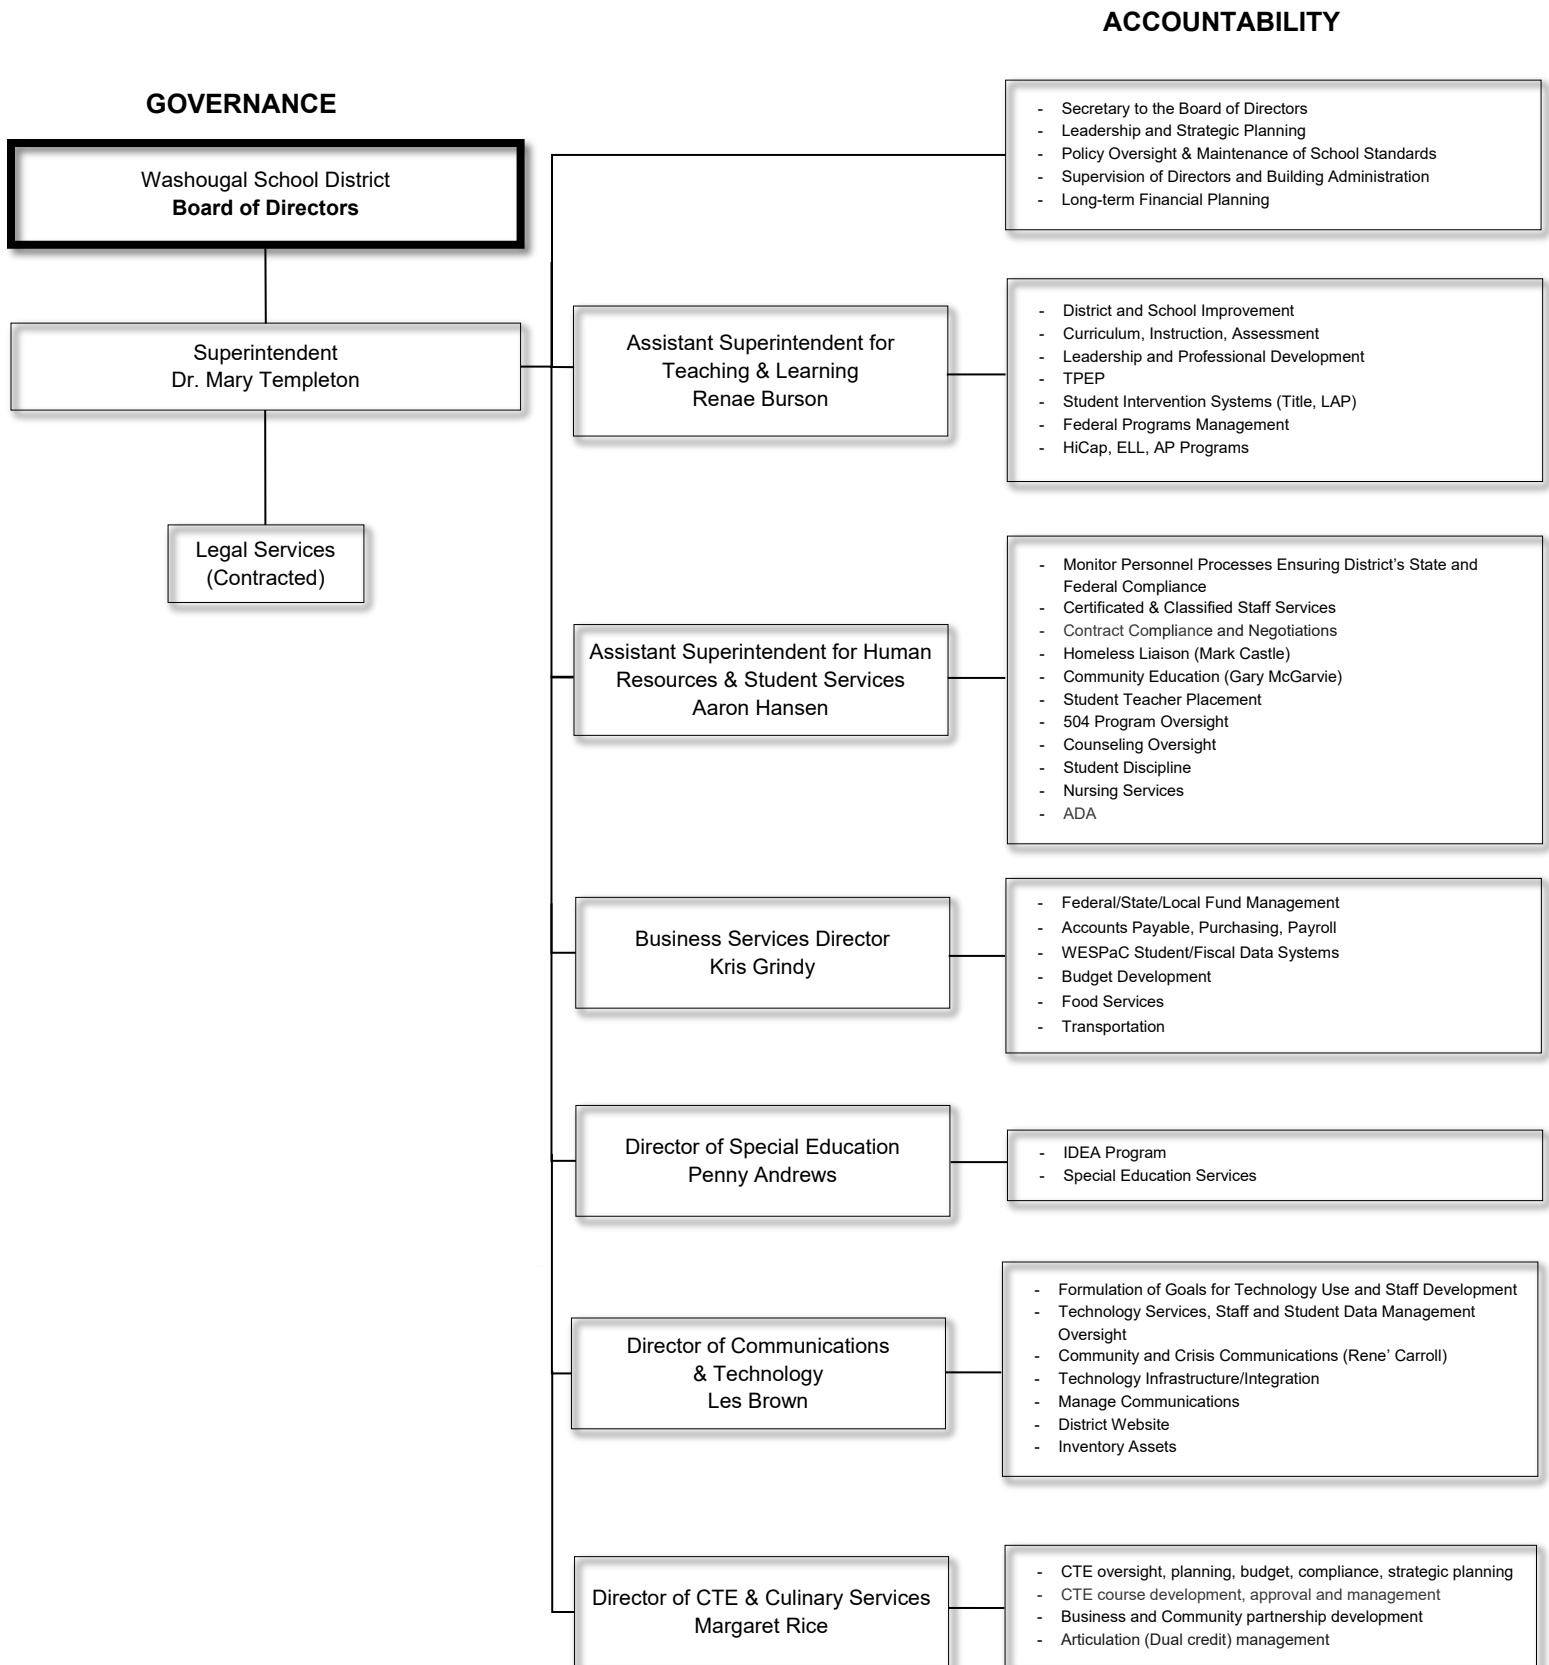 ACCOUNTABILITY
GOVERNANCE
Washougal School District
Board of Directors
- Secretary to the Board of Directors
- Leadership and Strategic Planning
- Policy Oversight & Maintenance of School Standards
- Supervision of Directors and Building Administration
- Long-term Financial Planning
Superintendent
Dr. Mary Templeton
Legal Services
(Contracted)
Assistant Superintendent for
Teaching & Learning
Renae Burson
- District and School Improvement
- Curriculum, Instruction, Assessment
- Leadership and Professional Development
- TPEP
- Student Intervention Systems (Title, LAP)
- Federal Programs Management
- HiCap, ELL, AP Programs
Assistant Superintendent for Human
Resources & Student Services
Aaron Hansen
- Monitor Personnel Processes Ensuring District’s State and
Federal Compliance
- Certificated & Classified Staff Services
- Contract Compliance and Negotiations
- Homeless Liaison (Mark Castle)
- Community Education (Gary McGarvie)
- Student Teacher Placement
- 504 Program Oversight
- Counseling Oversight
- Student Discipline
- Nursing Services
- ADA
Business Services Director
Kris Grindy
- Federal/State/Local Fund Management
- Accounts Payable, Purchasing, Payroll
- WESPaC Student/Fiscal Data Systems
- Budget Development
- Food Services
- Transportation
Director of Special Education
Penny Andrews
- IDEA Program
- Special Education Services
Director of Communications
& Technology
Les Brown
- Formulation of Goals for Technology Use and Staff Development
- Technology Services, Staff and Student Data Management
Oversight
- Community and Crisis Communications (Rene’ Carroll)
- Technology Infrastructure/Integration
- Manage Communications
- District Website
- Inventory Assets
Director of CTE & Culinary Services
Margaret Rice
- CTE oversight, planning, budget, compliance, strategic planning
- CTE course development, approval and management
- Business and Community partnership development
- Articulation (Dual credit) management